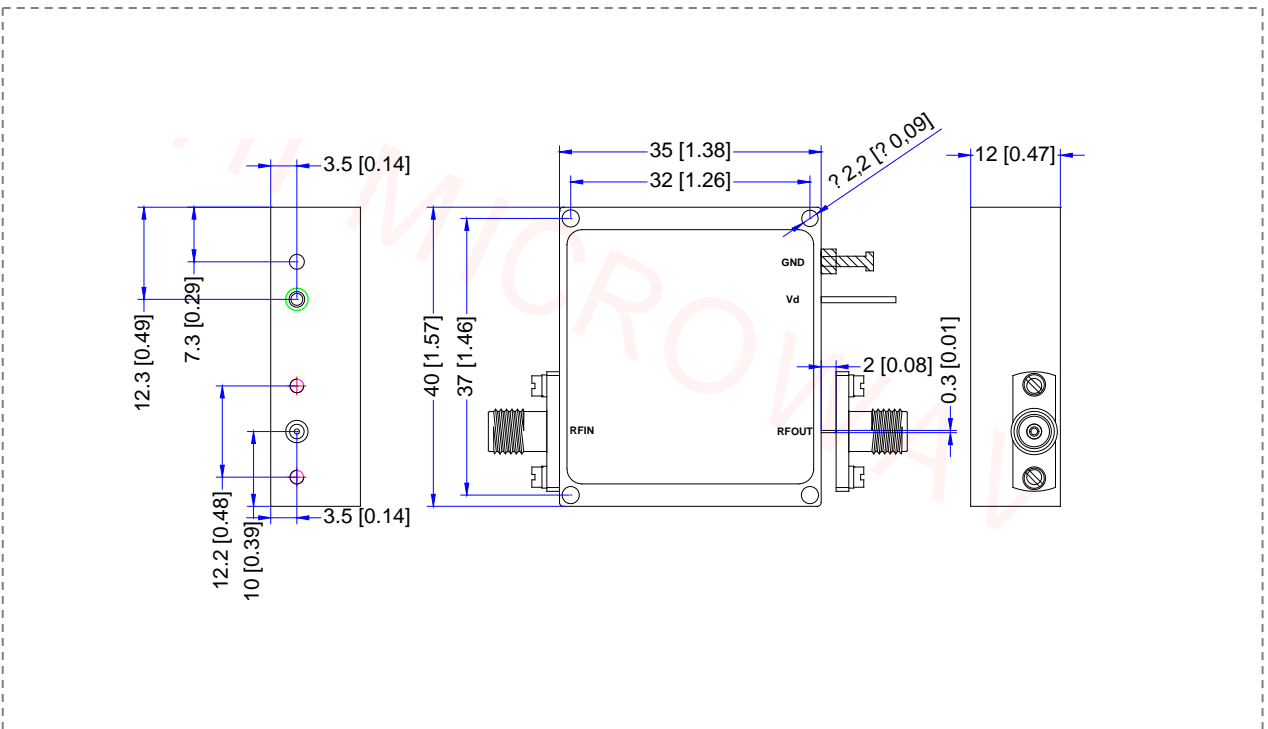 3.5 [0.14]
12.3 [0.49]
7.3 [0.29]
12.2 [0.48]
10 [0.39]
3.5 [0.14]
35 [1.38]
32 [1.26]
? 2,2 [? 0,09]
40 [1.57]
37 [1.46]
GND
Vd
RFIN
RFOUT
2 [0.08]
0.3 [0.01]
12 [0.47]
MICROWAV